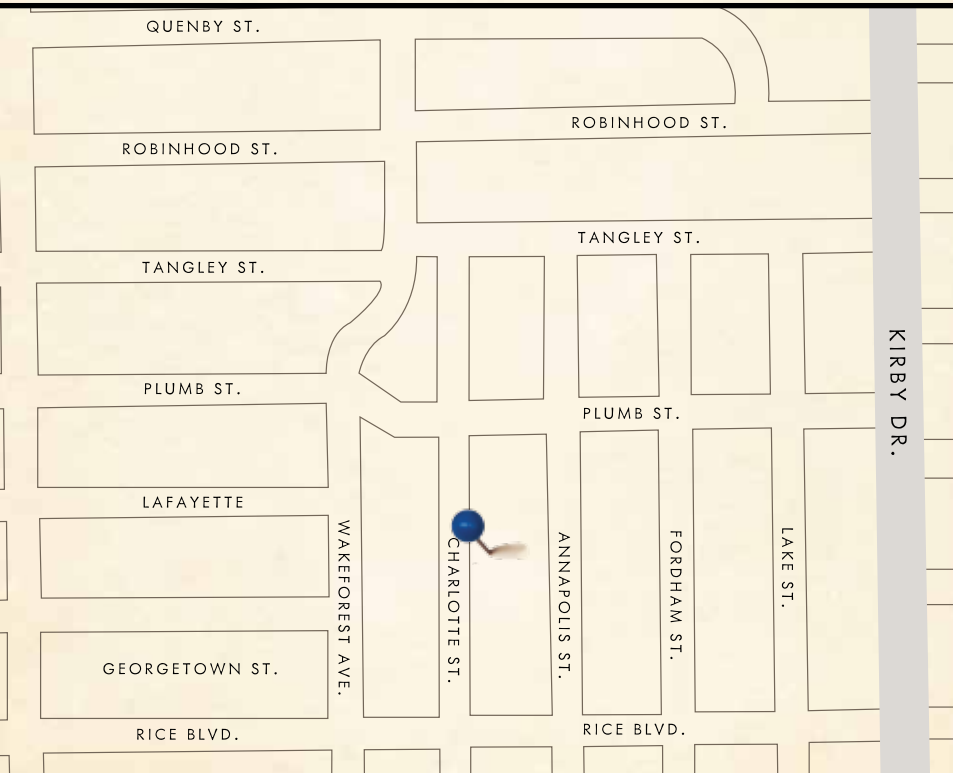 QUENBY ST.
ROBINHOOD ST.
ROBINHOOD ST.
TANGLEY ST.
TANGLEY ST.
KIRBY DR.
PLUMB ST.
PLUMB ST.
LAFAYETTE
WAKEFOREST AVE.
CHARLOTTE ST.
ANNAPOLIS ST.
FORDHAM ST.
LAKE ST.
GEORGETOWN ST.
RICE BLVD.
RICE BLVD.